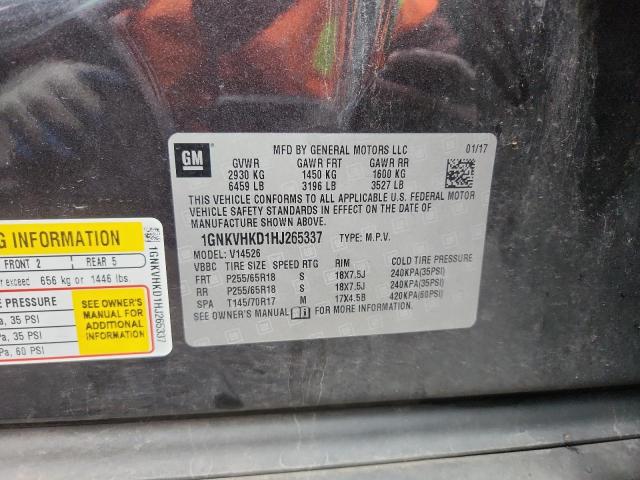 GM
MFD BY GENERAL MOTORS LLC 01/17
GVWR GAWR FRT GAWR RR
2930 KG 1450 KG 1600 KG
6459 LB 3196 LB 3527 LB
THIS VEHICLE CONFORMS TO ALL APPLICABLE U.S. FEDERAL MOTOR
VEHICLE SAFETY STANDARDS IN EFFECT ON THE DATE OF
MANUFACTURE SHOWN ABOVE.
1GNKVHKD1HJ265337 TYPE: M.P.V.
MODEL: V14526
VBBC TIRE SIZE SPEED RTG RIM COLD TIRE PRESSURE
FRT P255/65R18 S 18X7.5J 240KPA(35PSI)
RR P255/65R18 S 18X7.5J 240KPA(35PSI)
SPA T145/70R17 M 17X4.5B 420KPA(60PSI)
SEE OWNER'S MANUAL FOR MORE INFORMATION.
G INFORMATION
FRONT 2 REAR 5
exceed 656 kg or 1446 lbs
E PRESSURE
a, 35 PSI
a, 35 PSI
Pa, 60 PSI
SEE OWNER'S
MANUAL FOR
ADDITIONAL
INFORMATION
1GNKVHKD1HJ265337